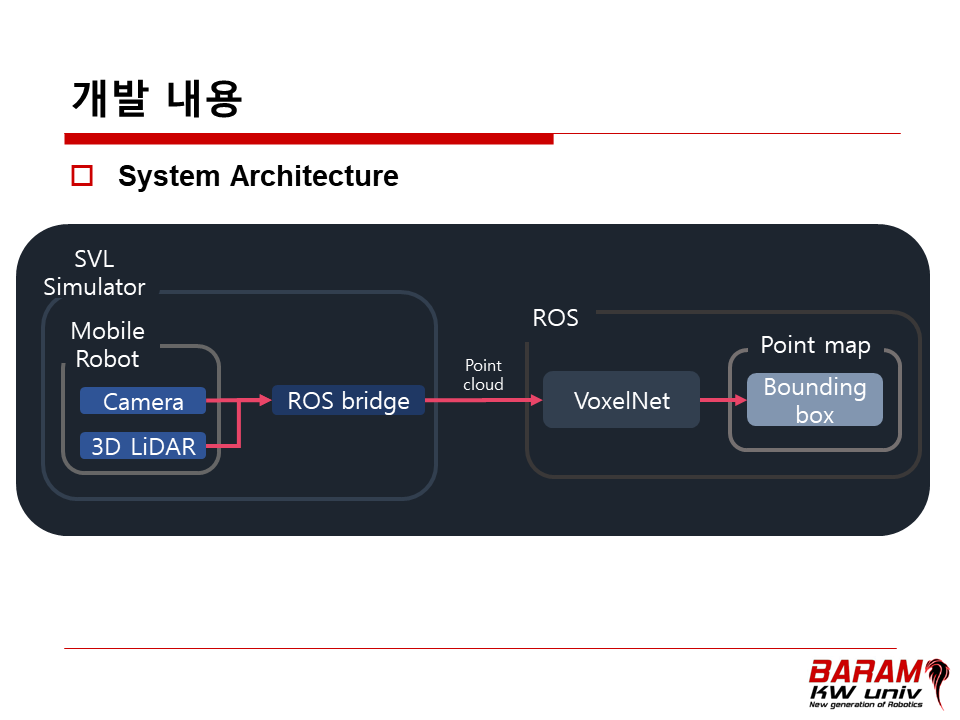 개발 내용
System Architecture
SVL
Simulator
Mobile
Robot
Camera
3D LiDAR
ROS bridge
Point
cloud
ROS
VoxelNet
Point map
Bounding
box
BARAM
KW univ
New generation of Robotics